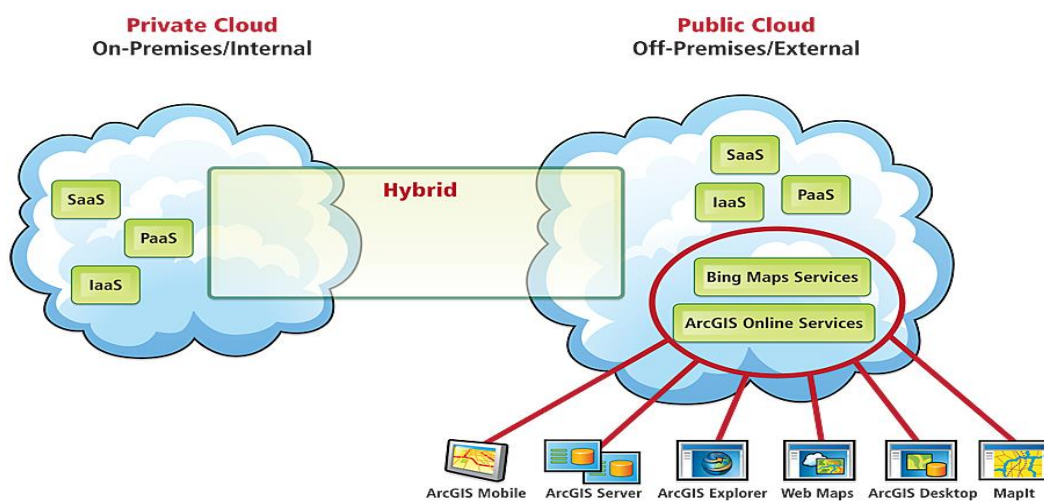 Private Cloud
On-Premises/Internal
Public Cloud
Off-Premises/External
Hybrid
SaaS
PaaS
IaaS
SaaS
IaaS
PaaS
Bing Maps Services
ArcGIS Online Services
ArcGIS Mobile
ArcGIS Server
ArcGIS Explorer
Web Maps
ArcGIS Desktop
MapIt